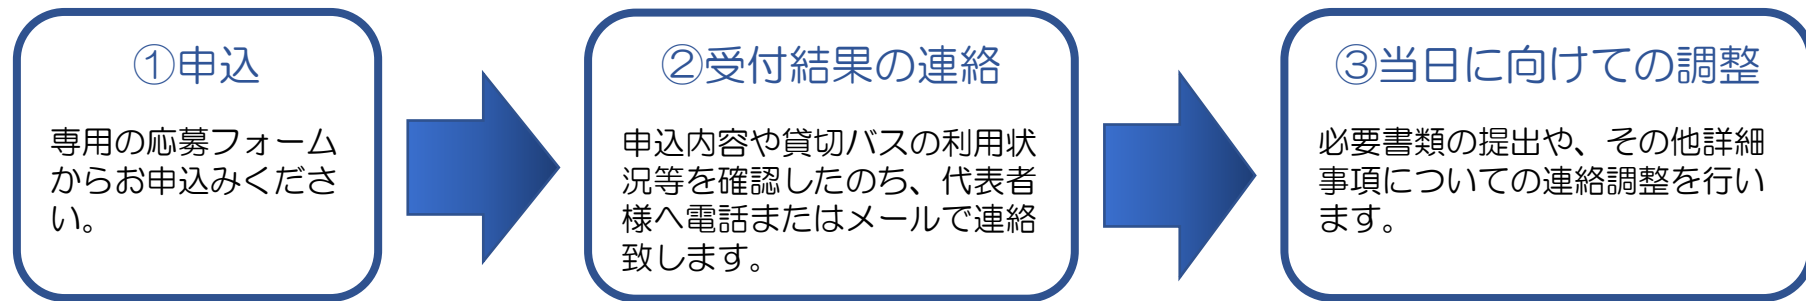 ①申込
専用の応募フォーム
からお申込みくださ
い。
②受付結果の連絡
申込内容や貸切バスの利用状
況等を確認したのち、代表者
様へ電話またはメールで連絡
致します。
③当日に向けての調整
必要書類の提出や、その他詳細
事項についての連絡調整を行い
ます。